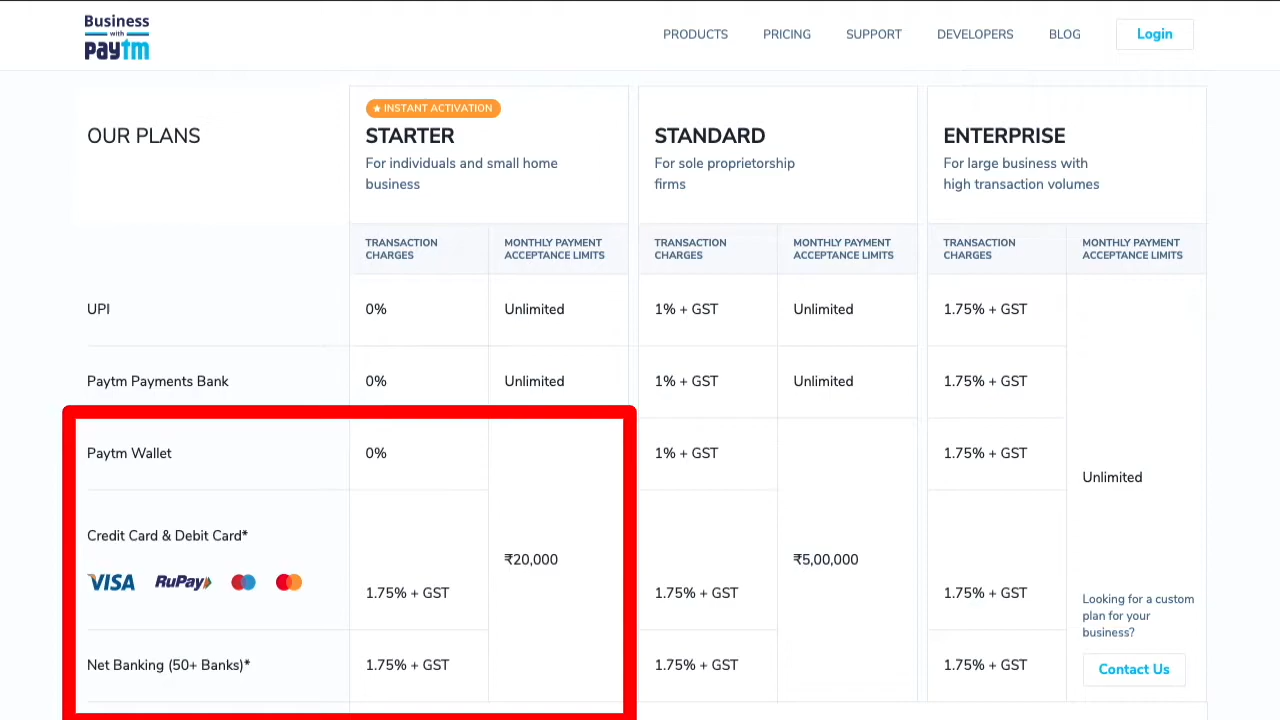 Business
with
paytm
PRODUCTS
PRICING
SUPPORT
DEVELOPERS
BLOG
Login
OUR PLANS
★ INSTANT ACTIVATION
STARTER
For individuals and small home
business
STANDARD
For sole proprietorship
firms
ENTERPRISE
For large business with
high transaction volumes
TRANSACTION
CHARGES
MONTHLY PAYMENT
ACCEPTANCE LIMITS
TRANSACTION
CHARGES
MONTHLY PAYMENT
ACCEPTANCE LIMITS
TRANSACTION
CHARGES
MONTHLY PAYMENT
ACCEPTANCE LIMITS
UPI
0%
Unlimited
1% + GST
Unlimited
1.75% + GST
Paytm Payments Bank
0%
Unlimited
1% + GST
Unlimited
1.75% + GST
Paytm Wallet
0%
1% + GST
1.75% + GST
Unlimited
Credit Card & Debit Card*
VISA
RuPay
₹20,000
₹5,00,000
1.75% + GST
1.75% + GST
1.75% + GST
Looking for a custom
plan for your
business?
Net Banking (50+ Banks)*
1.75% + GST
1.75% + GST
1.75% + GST
Contact Us